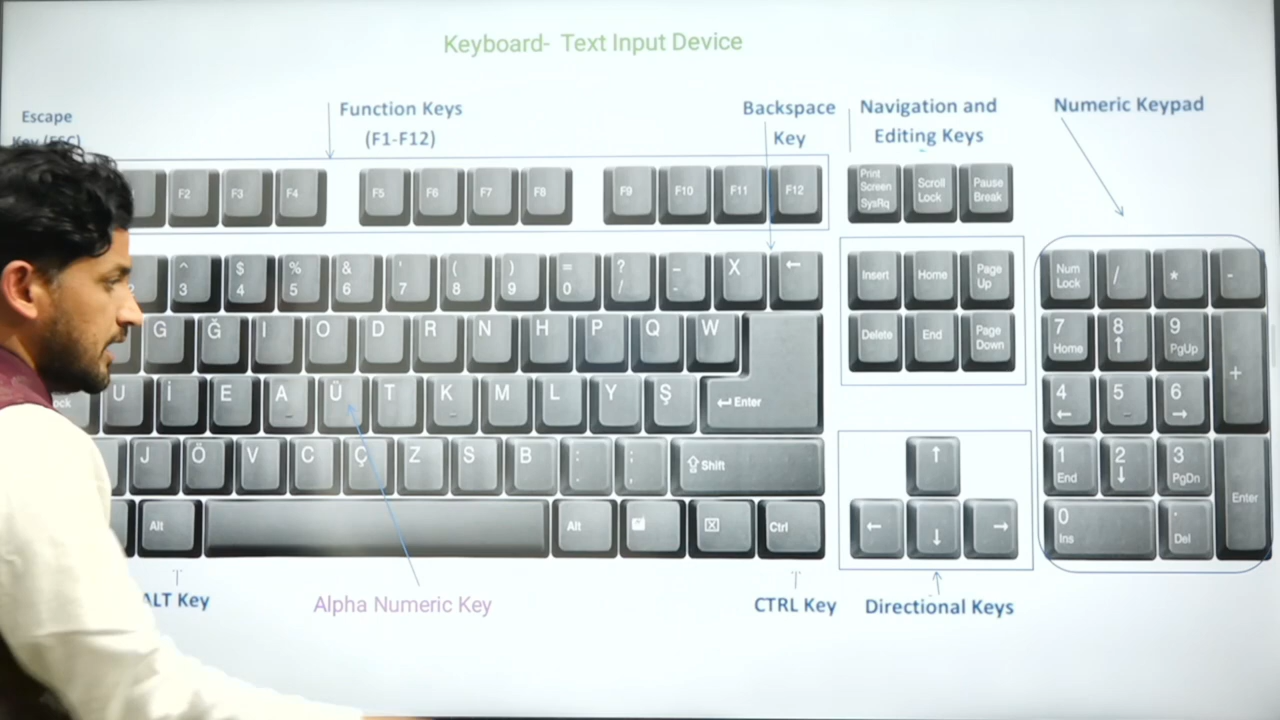 Keyboard- Text Input Device
Escape
Key (ESC)
Function Keys
(F1-F12)
Backspace
Key
Navigation and
Editing Keys
Numeric Keypad
F2 F3 F4 F5 F6 F7 F8 F9 F10 F11 F12
Print
Screen
SysRq
Scroll
Lock
Pause
Break
^ $ % & ' ( ) = ? _ X ←
3 4 5 6 7 8 9 0 / -
Insert Home Page
Up
Num
Lock
/ * -
G Ğ I O D R N H P Q W
Delete End Page
Down
7 8 9
Home ↑ PgUp
+
U İ E A Ü T K M L Y Ş ↵ Enter
4 5 6
← →
J Ö V C Ç Z S B : ; ⇧ Shift
. ,
↑
1 2 3
End ↓ PgDn
Enter
Alt Alt Ctrl
← ↓ →
0 .
Ins Del
ALT Key
Alpha Numeric Key
CTRL Key
Directional Keys